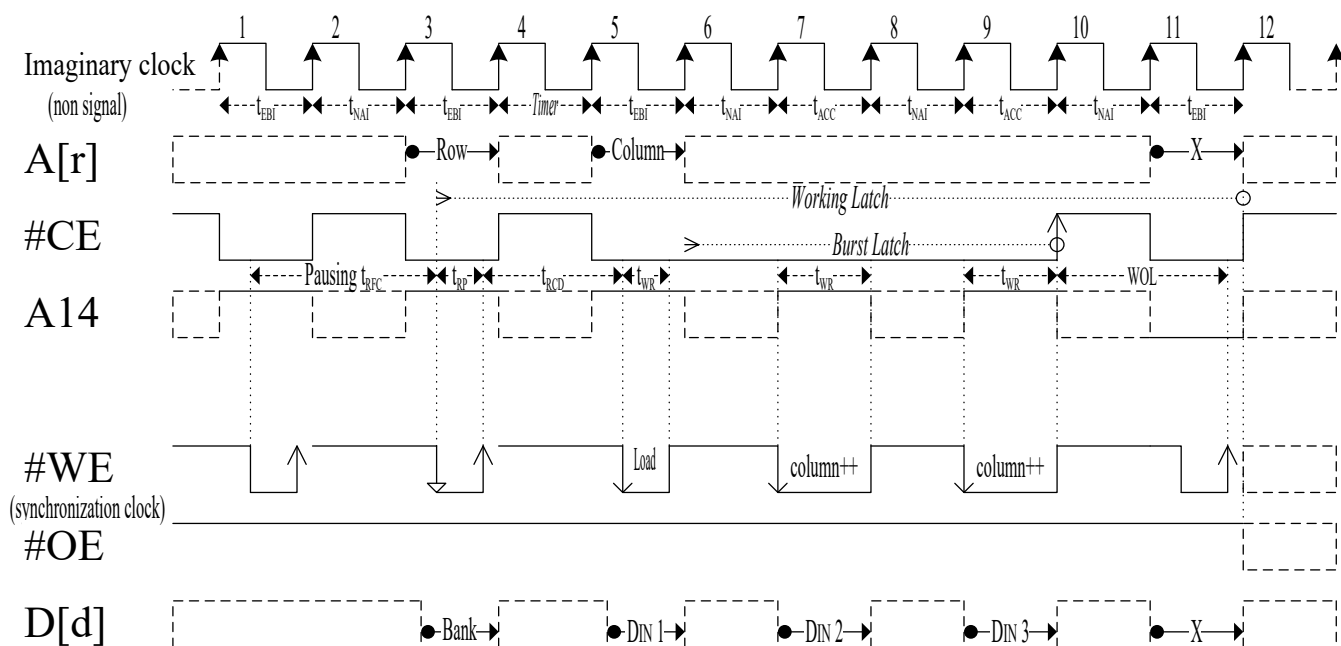 1 2 3 4 5 6 7 8 9 10 11 12
Imaginary clock
(non signal)
tEBI tNAI tEBI Timer tEBI tNAI tACC tNAI tACC tNAI tEBI
A[r]
Row Column X
Working Latch
#CE
Burst Latch
Pausing tRFC tRP tRCD tWR tWR tWR WOL
A14
#WE
Load column++ column++
(synchronization clock)
#OE
D[d]
Bank DIN 1 DIN 2 DIN 3 X